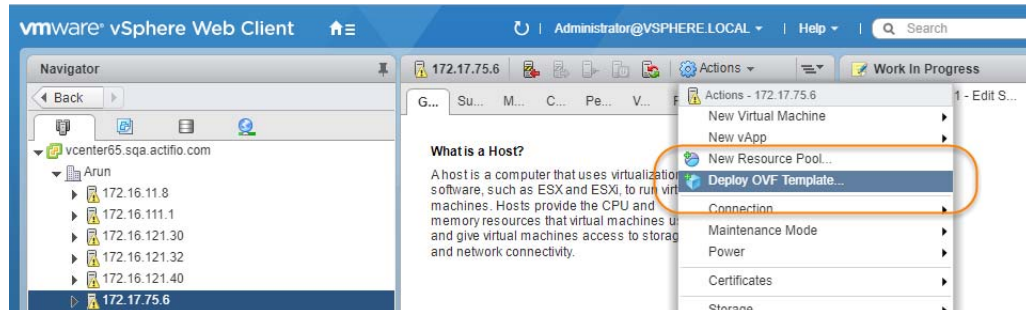 vmware® vSphere Web Client
Administrator@VSPHERE.LOCAL | Help | Search
Navigator
172.17.75.6 Actions Work In Progress
Back
G... Su... M... C... Pe... V...
Actions - 172.17.75.6
1 - Edit S...
New Virtual Machine
New vApp
New Resource Pool...
Deploy OVF Template...
Connection
Maintenance Mode
Power
Certificates
Storage
vcenter65.sqa.actifio.com
Arun
172.16.11.8
172.16.111.1
172.16.121.30
172.16.121.32
172.16.121.40
172.17.75.6
What is a Host?
A host is a computer that uses virtualization
software, such as ESX and ESXi, to run
machines. Hosts provide the CPU and
memory resources that virtual machines
and give virtual machines access to
and network connectivity.